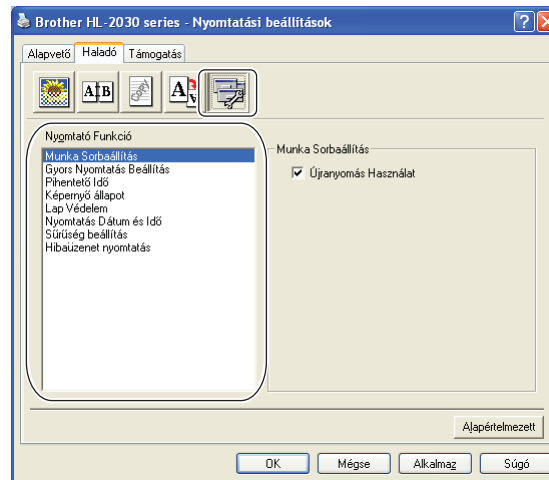 Brother HL-2030 series - Nyomtatási beállítások
Alapvető Haladó Támogatás
A B A
Nyomtató Funkció
Munka Sorbaállítás
Gyors Nyomtatás Beállítás
Pihentető Idő
Képernyő állapot
Lap Védelem
Nyomtatás Dátum és Idő
Sűrűség beállítás
Hibaüzenet nyomtatás
Munka Sorbaállítás
Újranyomás Használat
Alapértelmezett
OK Mégse Alkalmaz Súgó